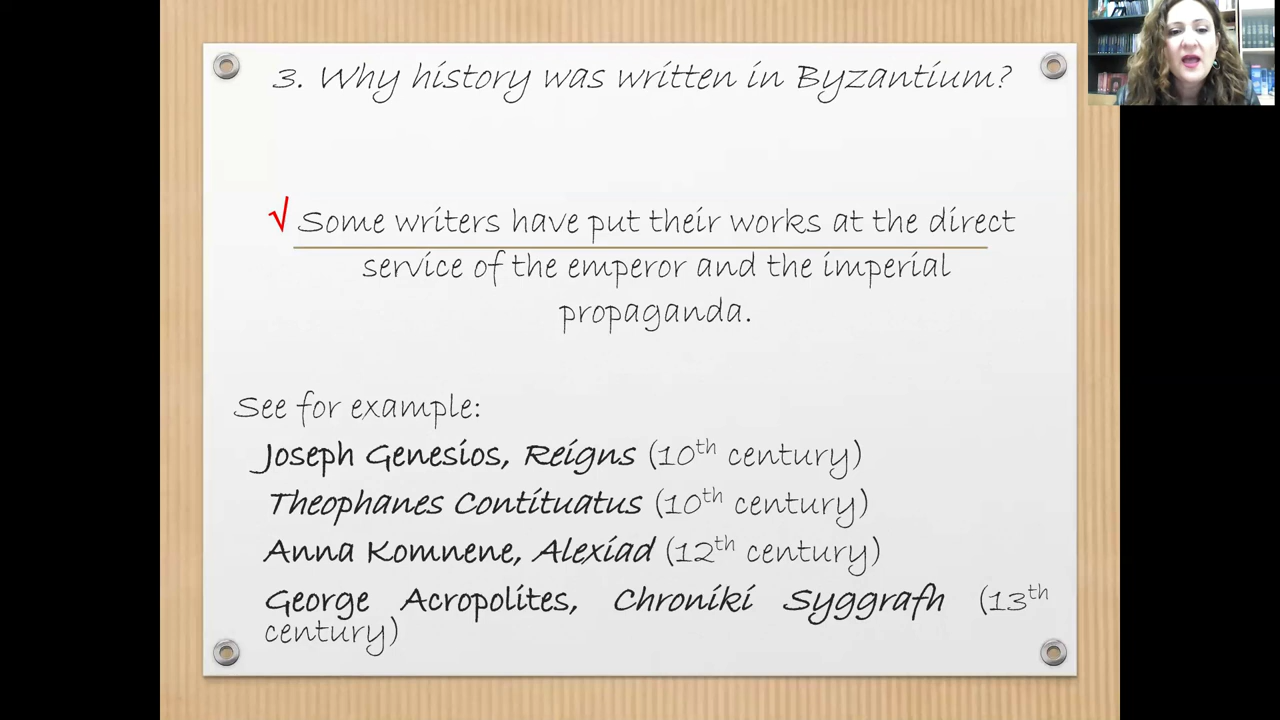 3. Why history was written in Byzantium?
√ Some writers have put their works at the direct
service of the emperor and the imperial
propaganda.
See for example:
Joseph Genesios, Reigns (10th century)
Theophanes Contituatus (10th century)
Anna Komnene, Alexiad (12th century)
George Acropolites, Chroniki Syggrafh (13th
century)